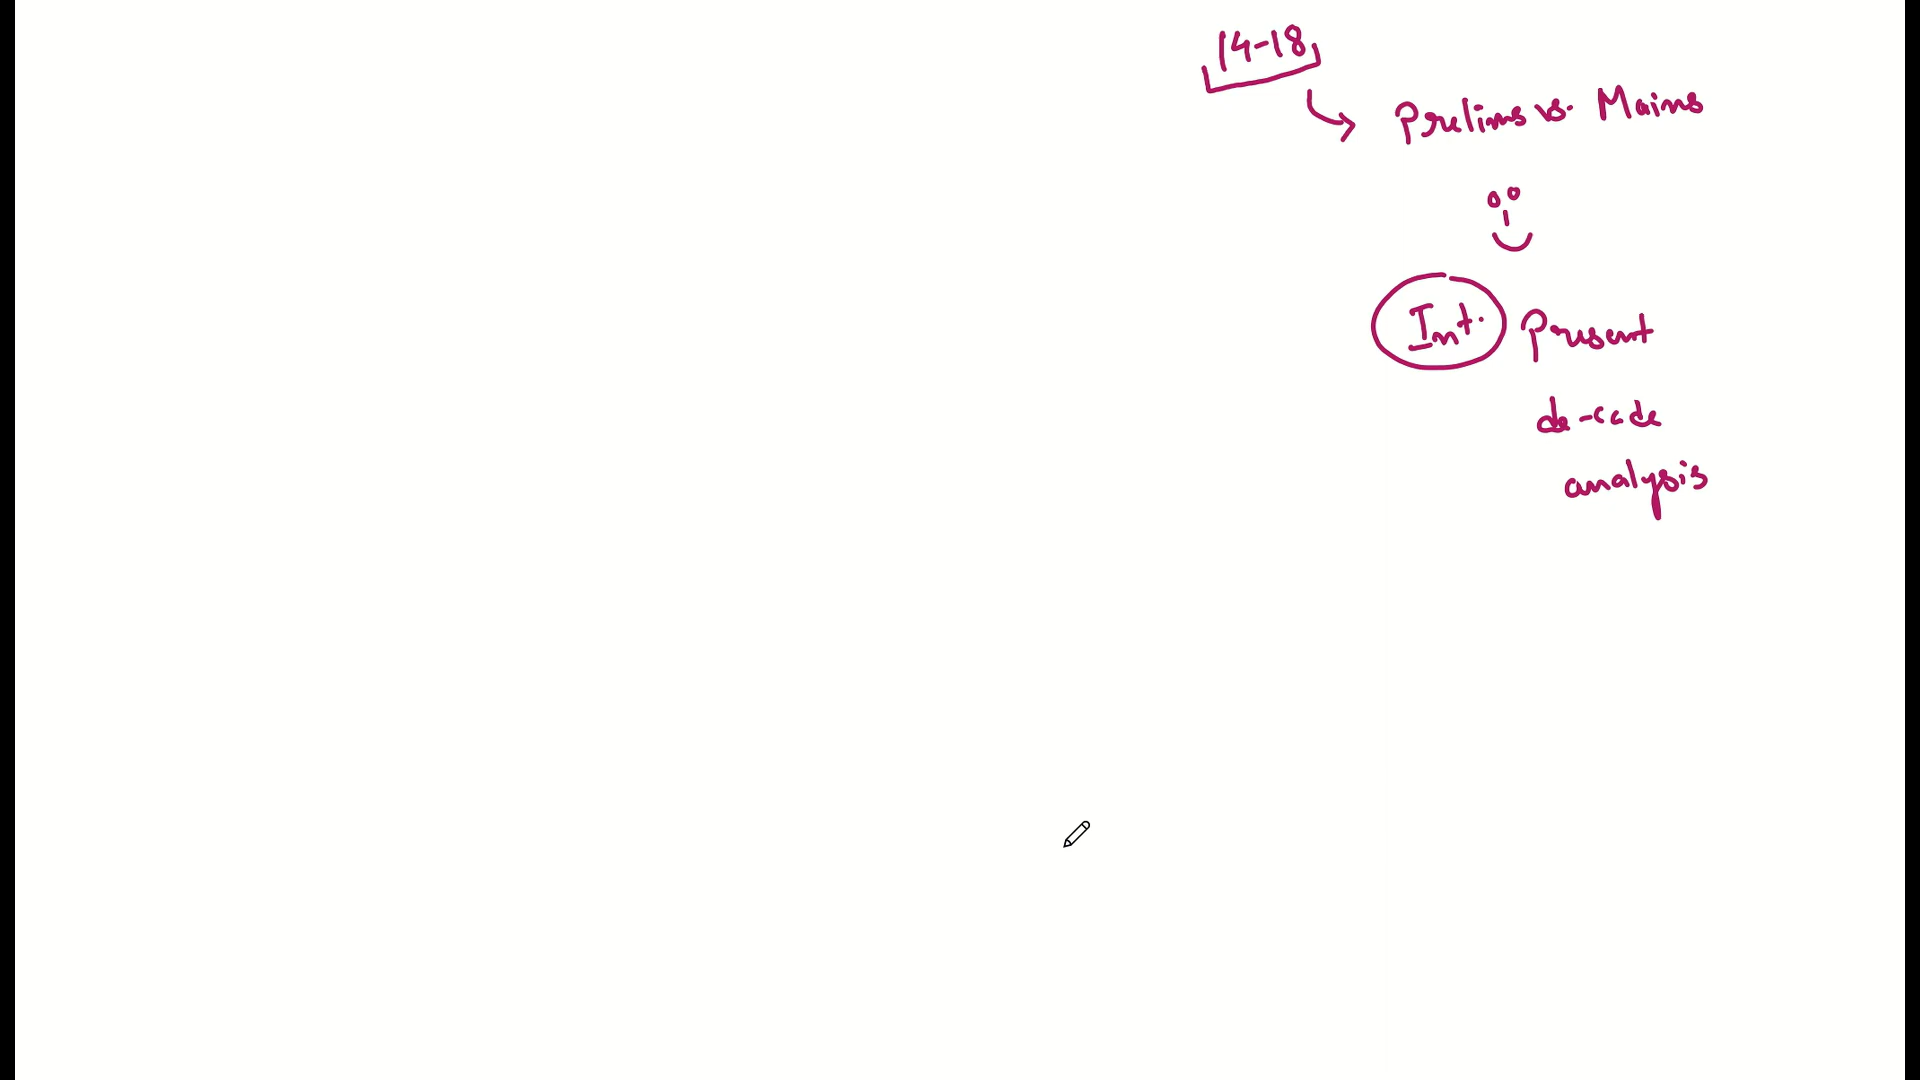 14-18
Prelims vs. Mains
Int. Present
de-code
analysis